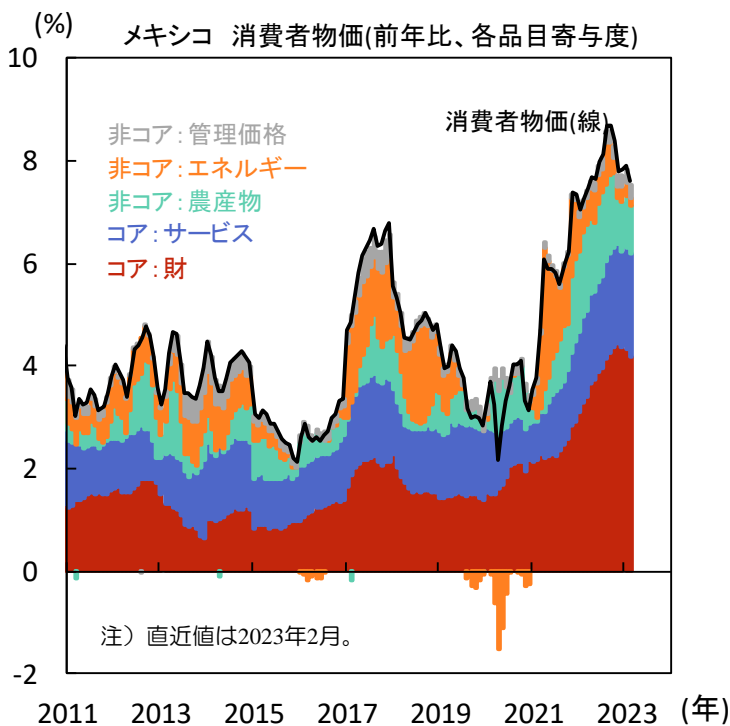 (%)
メキシコ 消費者物価(前年比、各品目寄与度)
10
8
6
4
2
0
-2
消費者物価(線)
非コア:管理価格
非コア:エネルギー
非コア:農産物
コア:サービス
コア:財
注）直近値は2023年2月。
2011 2013 2015 2017 2019 2021 2023 (年)